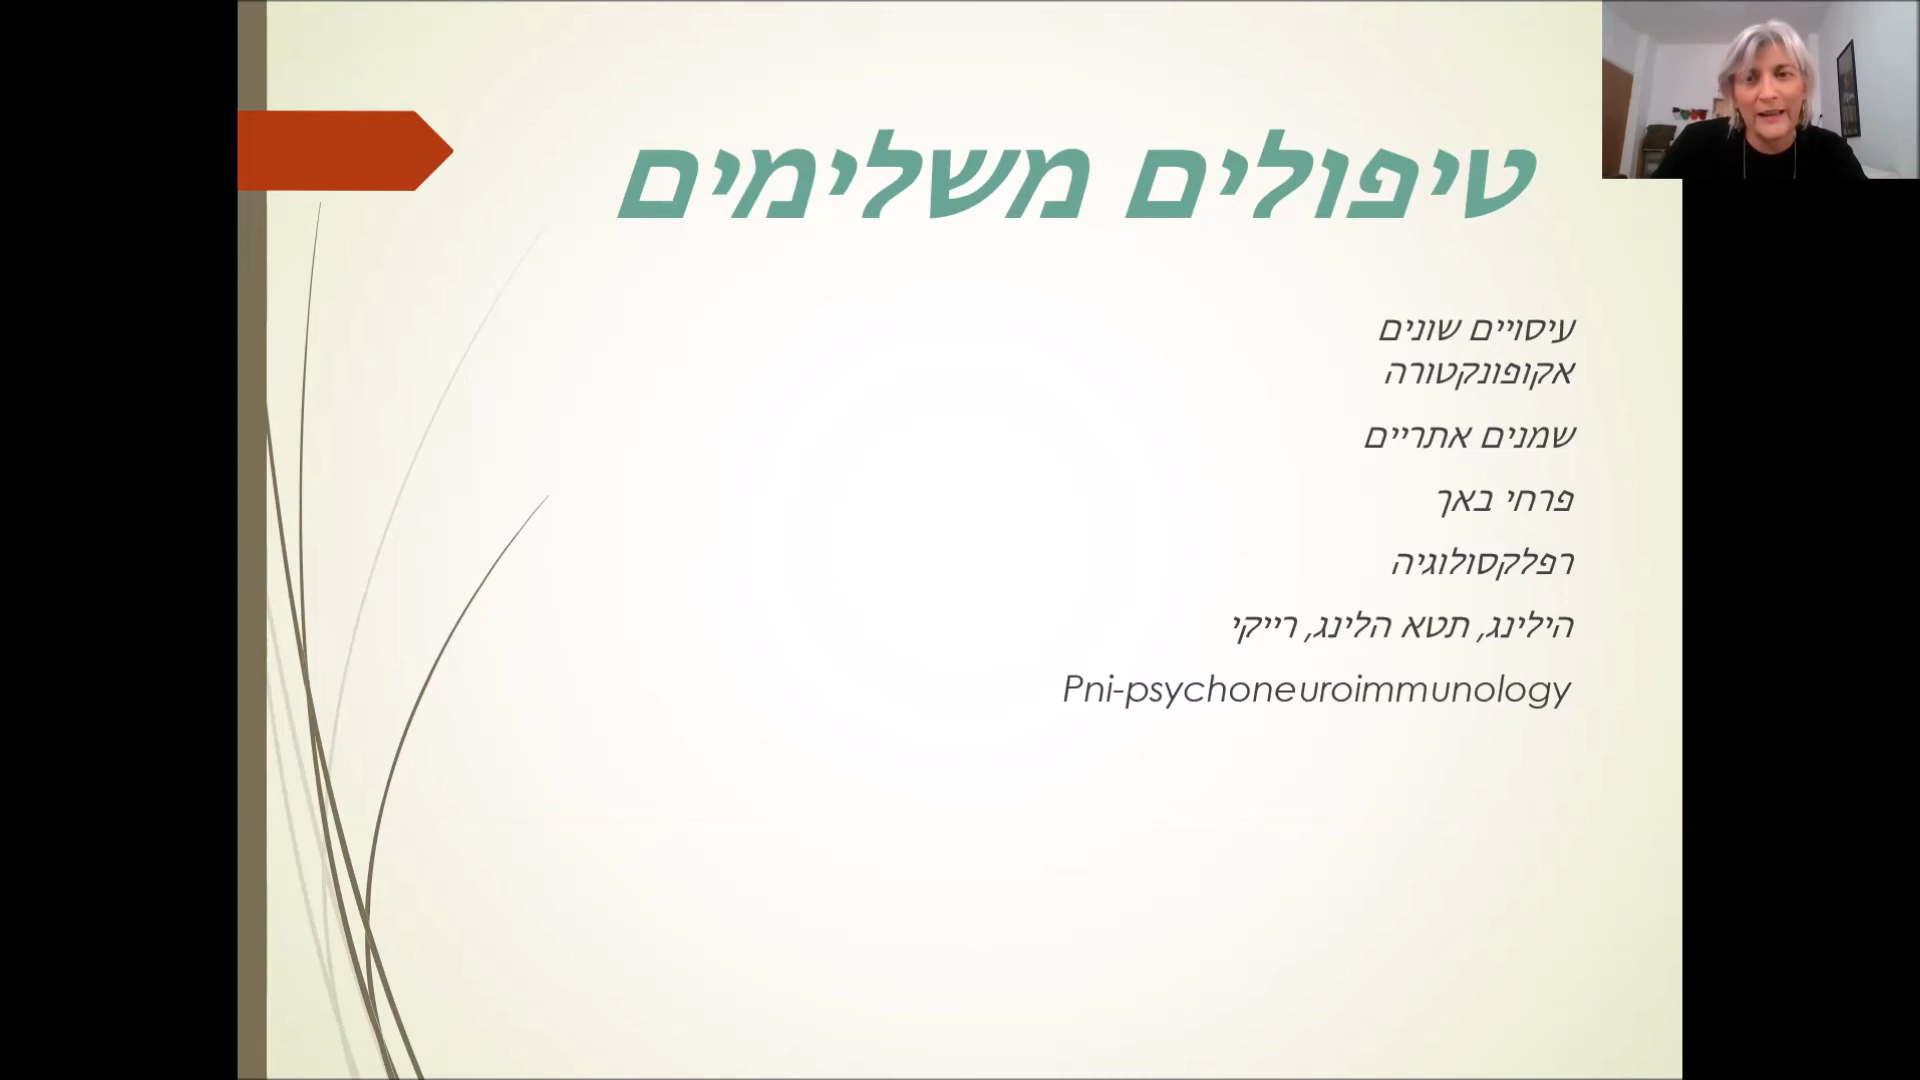 טיפולים משלימים
עיסויים שונים
אקופונקטורה
שמנים אתריים
פרחי באך
רפלקסולוגיה
הילינג, תטא הלינג, רייקי
Pni-psychoneuroimmunology